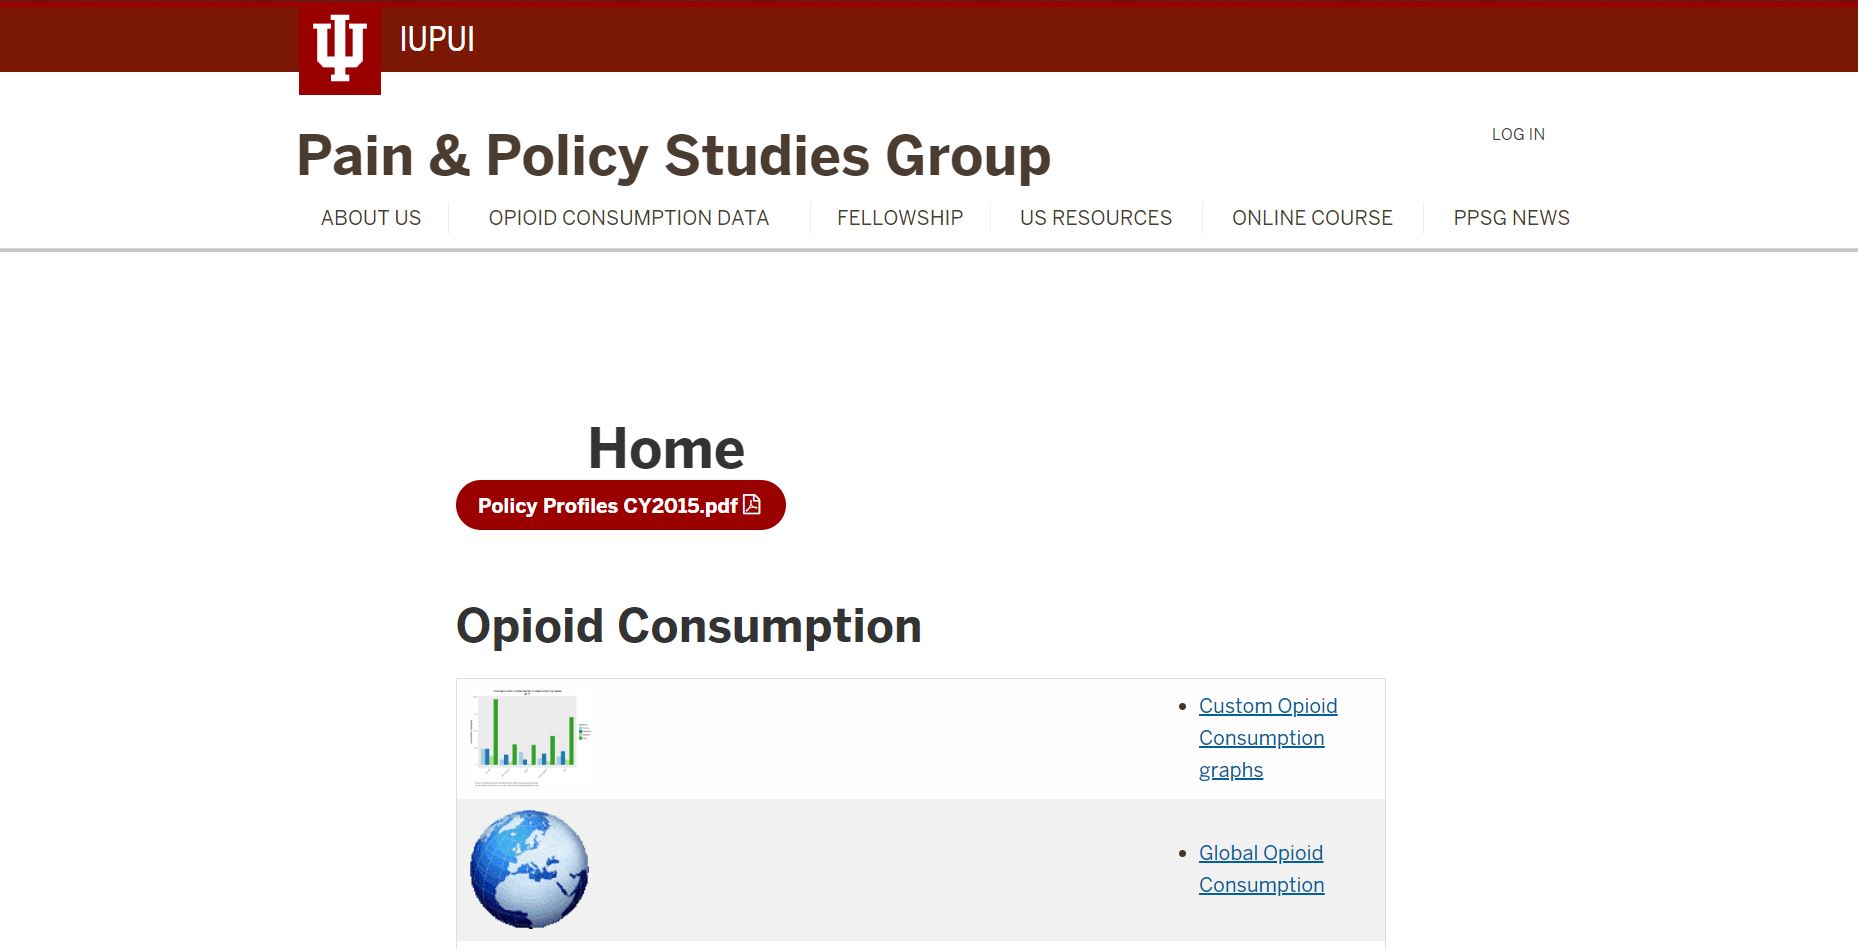 IUPUI
Pain & Policy Studies Group
LOG IN
ABOUT US
OPIOID CONSUMPTION DATA
FELLOWSHIP
US RESOURCES
ONLINE COURSE
PPSG NEWS
Home
Policy Profiles CY2015.pdf
Opioid Consumption
Custom Opioid
Consumption
graphs
Global Opioid
Consumption